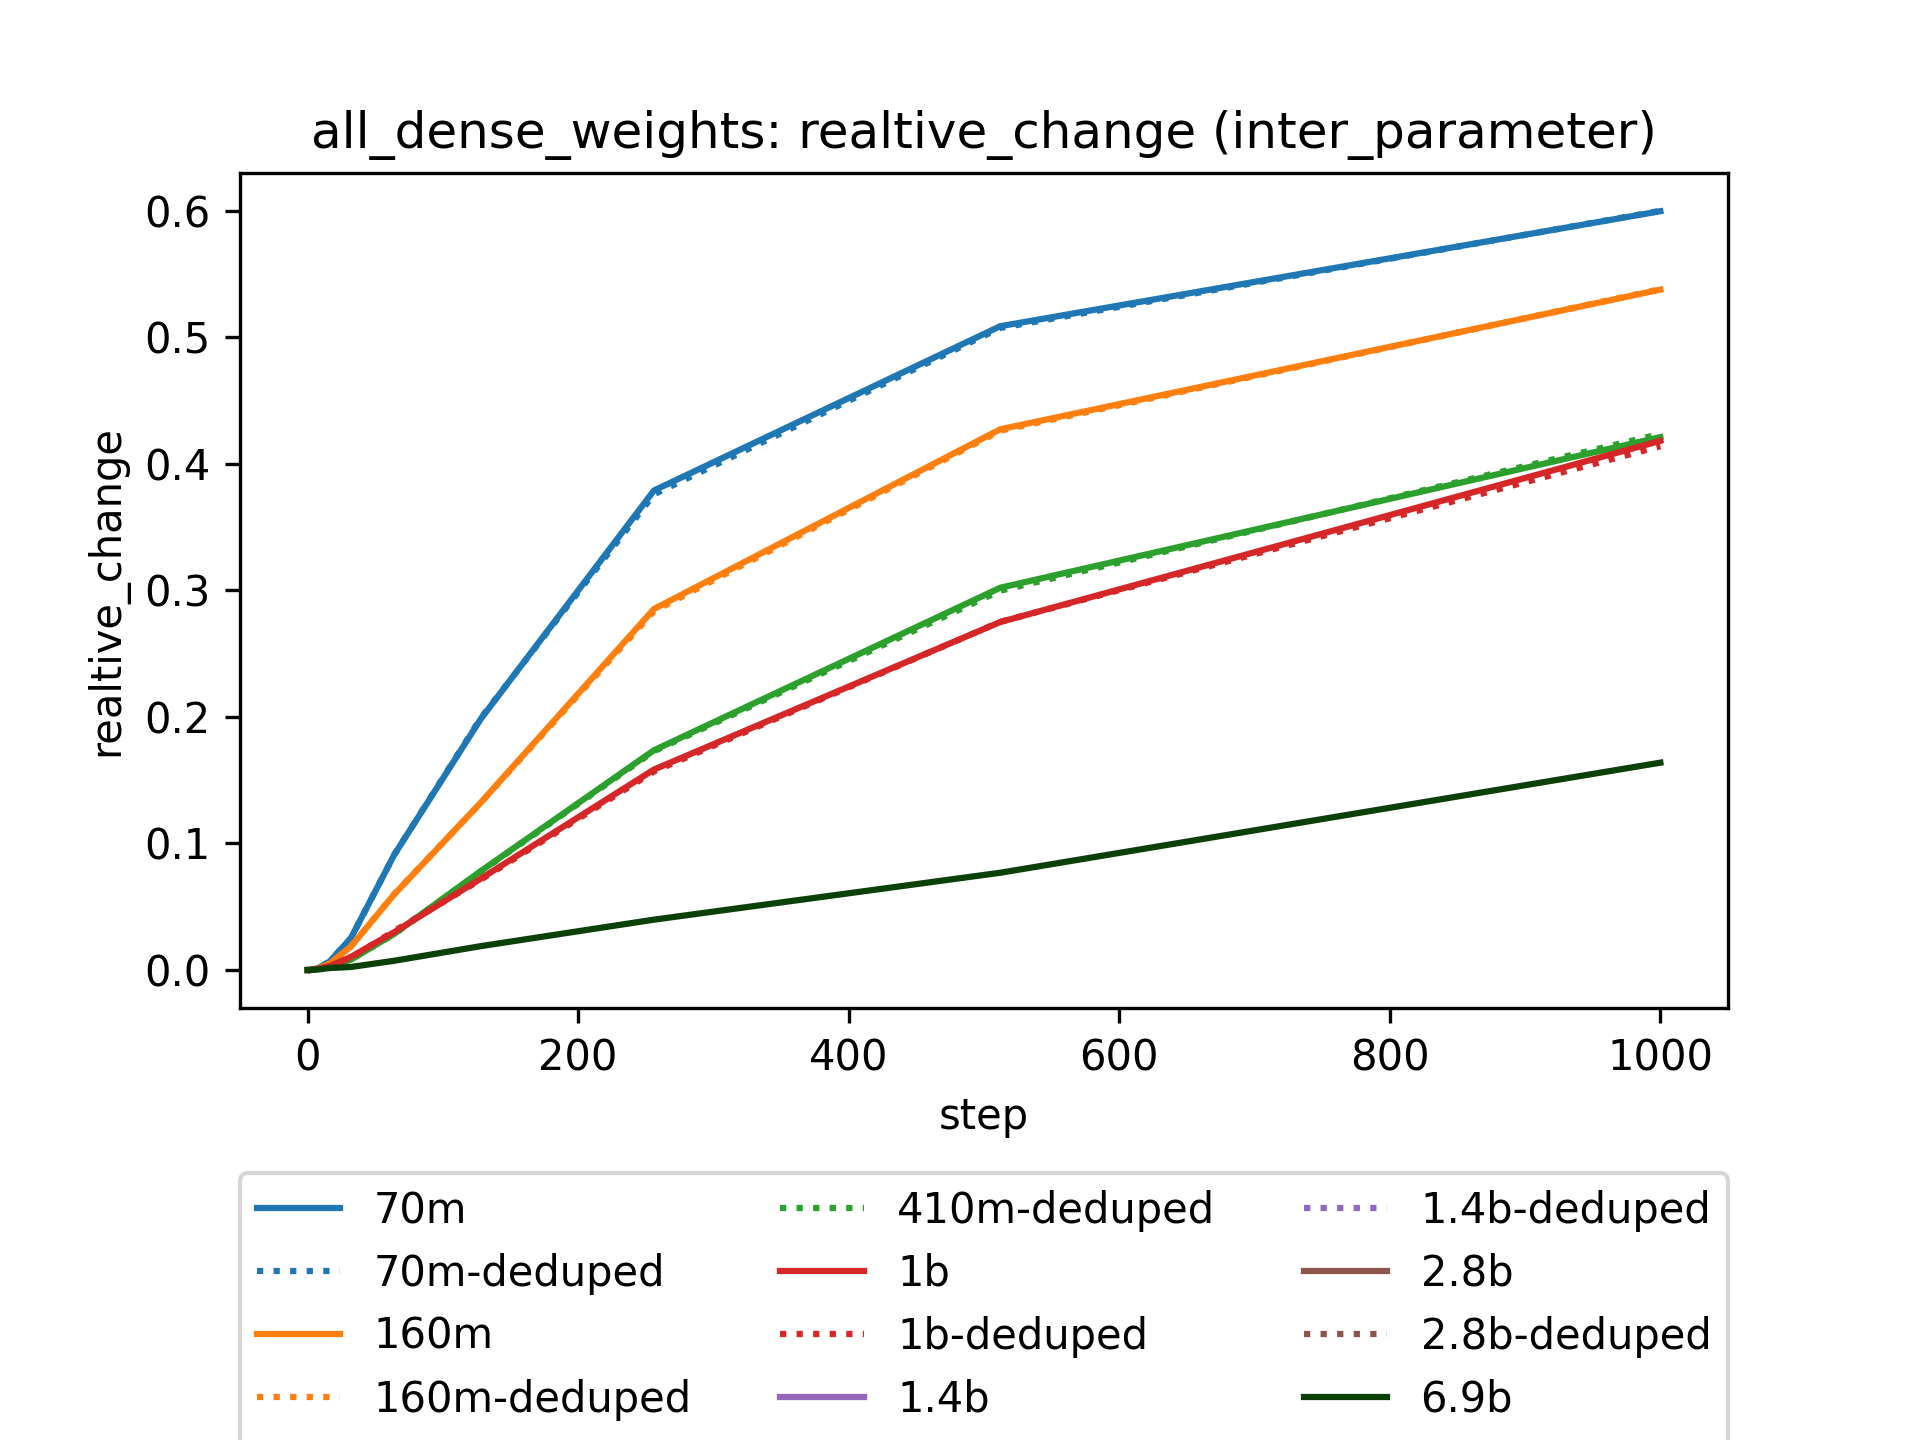 all_dense_weights: realtive_change (inter_parameter)
realtive_change
0.6
0.5
0.4
0.3
0.2
0.1
0.0
0 200 400 600 800 1000
step
70m 410m-deduped 1.4b-deduped
70m-deduped 1b 2.8b
160m 1b-deduped 2.8b-deduped
160m-deduped 1.4b 6.9b